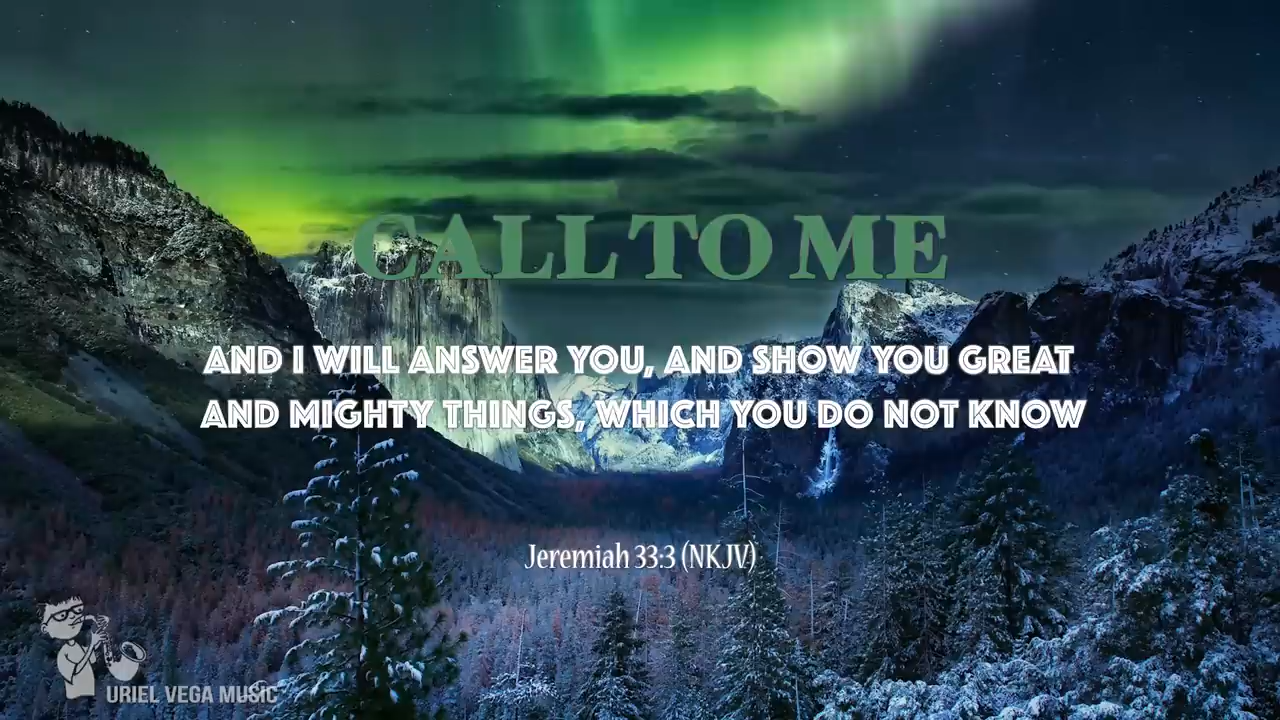 CALL TO ME
AND I WILL ANSWER YOU, AND SHOW YOU GREAT
AND MIGHTY THINGS, WHICH YOU DO NOT KNOW
Jeremiah 33:3 (NKJV)
URIEL VEGA MUSIC